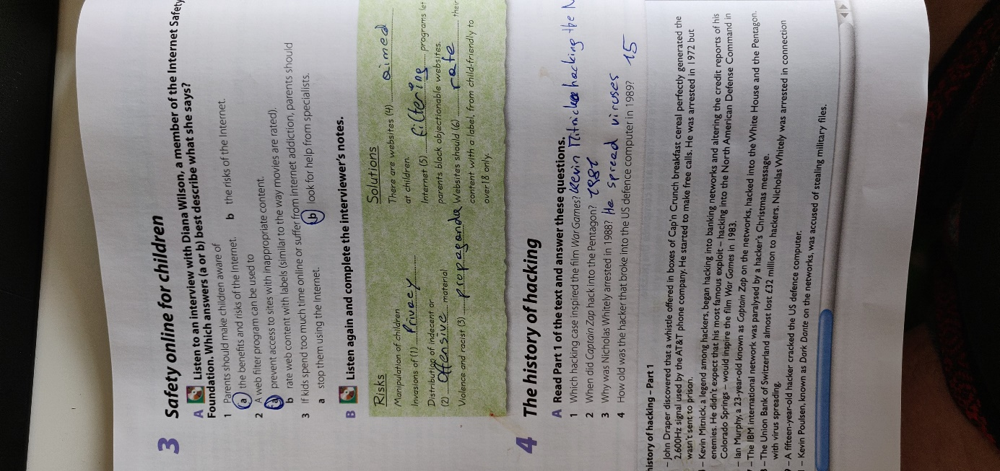 3 Safety online for children
A Listen to an interview with Diana Wilson, a member of the Internet Safety
Foundation. Which answers (a or b) best describe what she says?
1 Parents should make children aware of
a the benefits and risks of the Internet. b the risks of the Internet.
2 A web filter program can be used to
a prevent access to sites with inappropriate content.
b rate web content with labels (similar to the way movies are rated).
3 If kids spend too much time online or suffer from internet addiction, parents should
a stop them using the Internet. b look for help from specialists.
B Listen again and complete the interviewer's notes.
Risks
Manipulation of children
Invasions of (1) Privacy
Distribution of indecent or
(2) Offensive material
Violence and racist (3) propaganda
Solutions
There are websites (4) aimed
at children.
Internet (5) filtering programs let
parents block objectionable websites.
Websites should (6) rate their
content with a label, from child-friendly to
over 18 only.
4 The history of hacking
A Read Part 1 of the text and answer these questions.
1 Which hacking case inspired the film War Games? Kevin Mitnick hacking the N
2 When did Captain Zap hack into the Pentagon? 1981
3 Why was Nicholas Whitely arrested in 1988? He spread viruses
4 How old was the hacker that broke into the US defence computer in 1989? 15
history of hacking – Part 1
– John Draper discovered that a whistle offered in boxes of Cap'n Crunch breakfast cereal perfectly generated the
2,600Hz signal used by the AT&T phone company. He started to make free calls. He was arrested in 1972 but
wasn't sent to prison.
– Kevin Mitnick, a legend among hackers, began hacking into banking networks and altering the credit reports of his
enemies. He didn't expect that his most famous exploit – hacking into the North American Defense Command in
Colorado Springs – would inspire the film War Games in 1983.
– Ian Murphy, a 23-year-old known as Captain Zap on the networks, hacked into the White House and the Pentagon.
– The IBM international network was paralysed by a hacker's Christmas message.
– The Union Bank of Switzerland almost lost £32 million to hackers. Nicholas Whitely was arrested in connection
with virus spreading.
– A fifteen-year-old hacker cracked the US defence computer.
– Kevin Poulsen, known as Dark Dante on the networks, was accused of stealing military files.